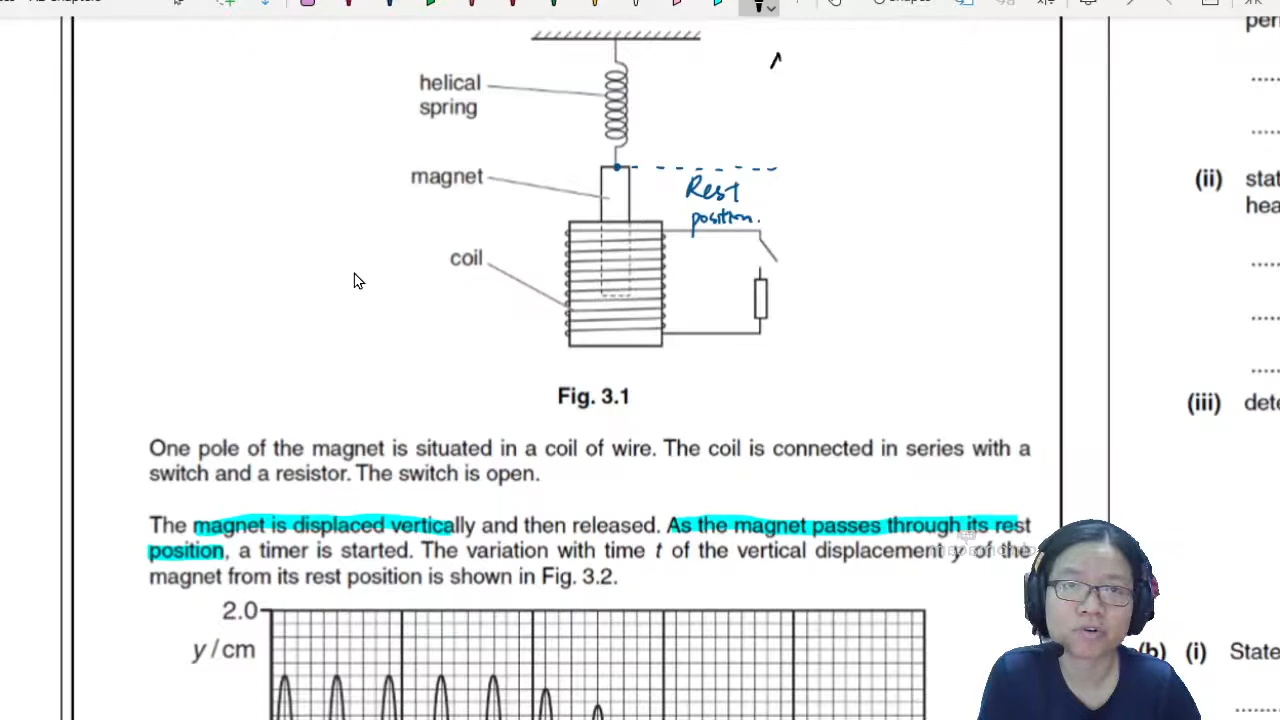 helical
spring
magnet
Rest
position.
coil
Fig. 3.1
One pole of the magnet is situated in a coil of wire. The coil is connected in series with a
switch and a resistor. The switch is open.
The magnet is displaced vertically and then released. As the magnet passes through its rest
position, a timer is started. The variation with time t of the vertical displacement y of the
magnet from its rest position is shown in Fig. 3.2.
2.0
y / cm
(ii)
(iii)
(b) (i) State